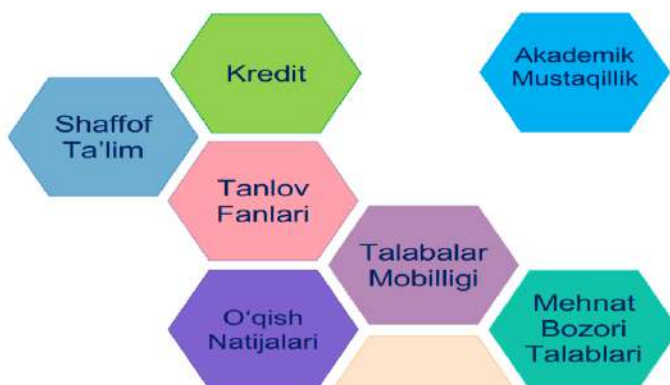 Kredit
Akademik
Mustaqillik
Shaffof
Ta'lim
Tanlov
Fanlari
Talabalar
Mobilligi
O‘qish
Natijalari
Mehnat
Bozori
Talablari